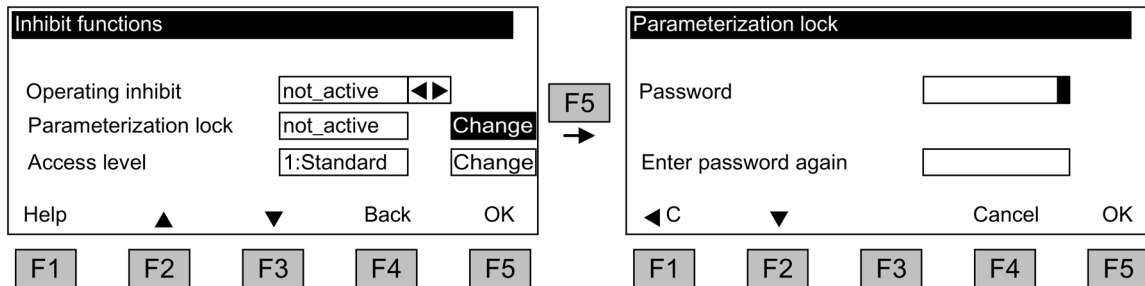 Inhibit functions
Operating inhibit not_active ◀▶
Parameterization lock not_active Change
Access level 1:Standard Change
Help ▲ ▼ Back OK
F1 F2 F3 F4 F5
F5
→
Parameterization lock
Password
Enter password again
◀ C ▼ Cancel OK
F1 F2 F3 F4 F5